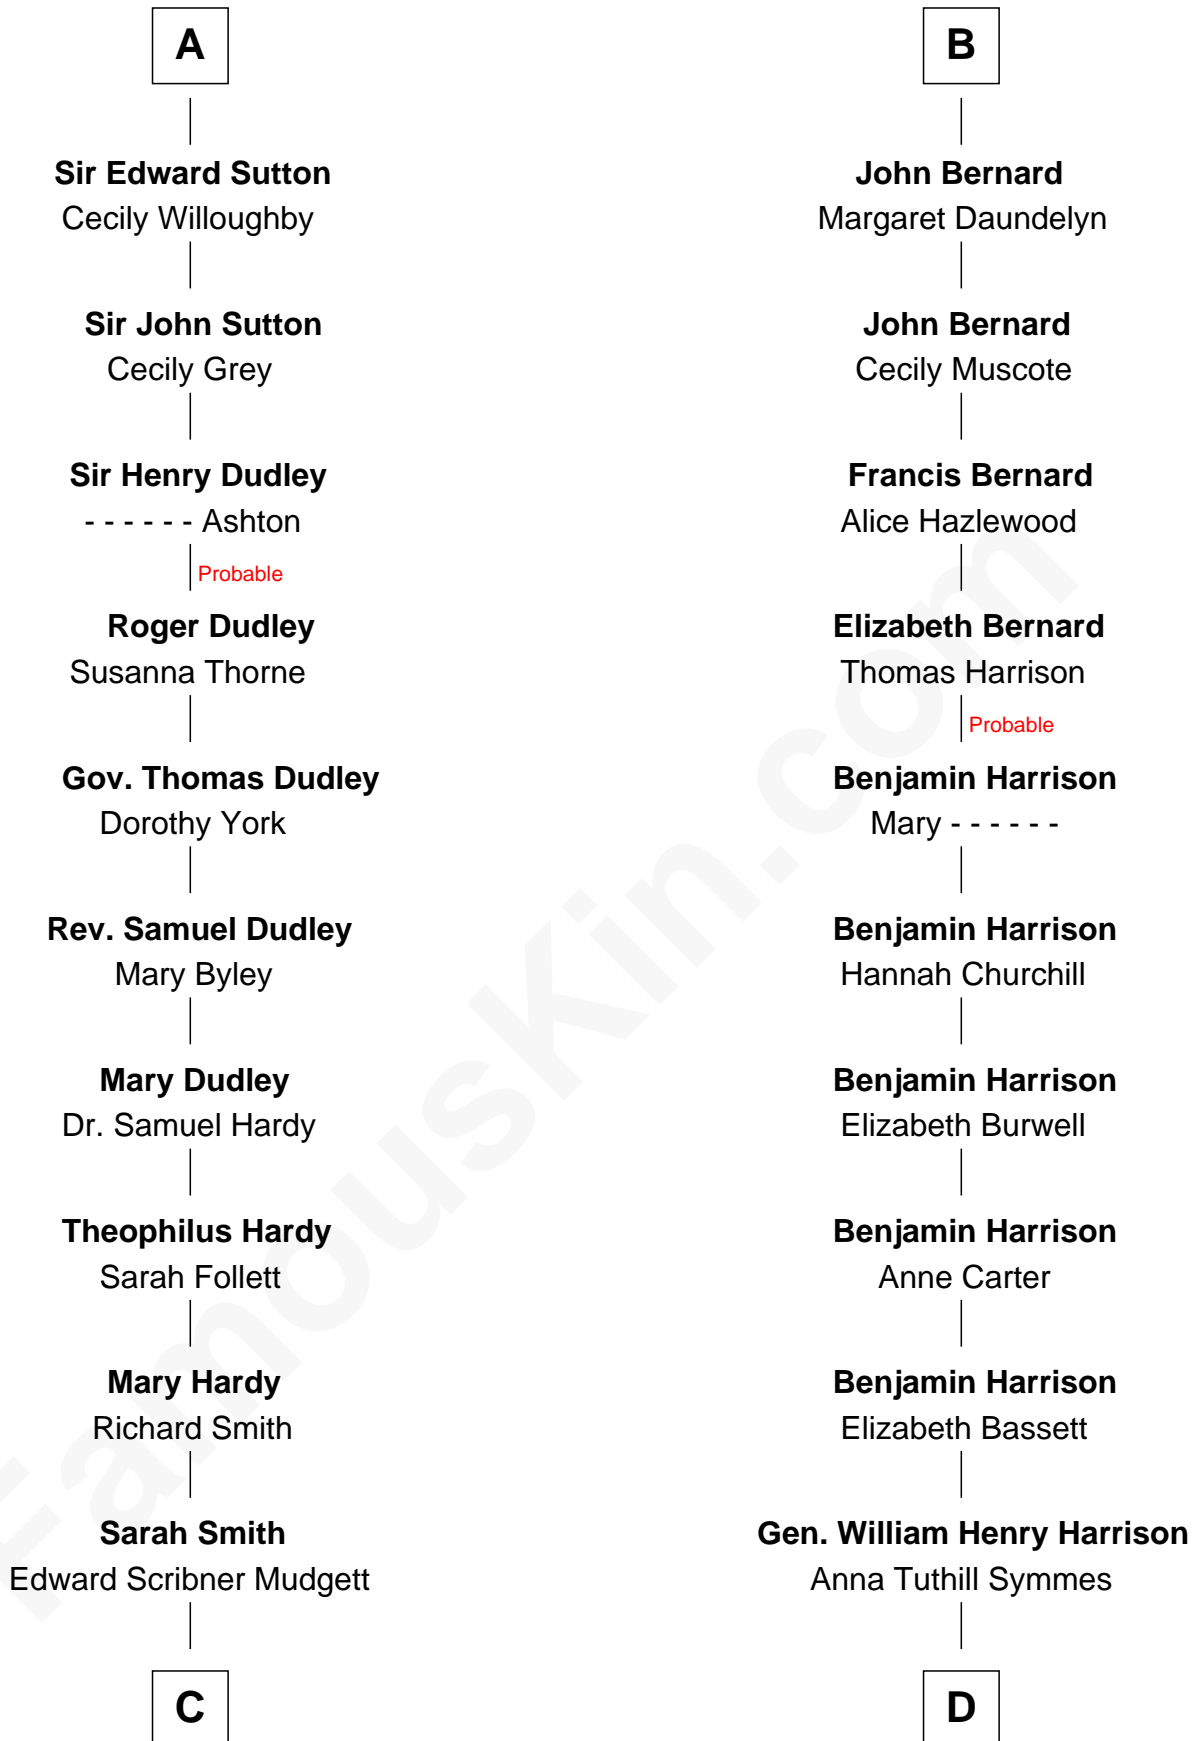 A
Sir Edward Sutton
Cecily Willoughby
Sir John Sutton
Cecily Grey
Sir Henry Dudley
- - - - - - Ashton
Probable
Roger Dudley
Susanna Thorne
Gov. Thomas Dudley
Dorothy York
Rev. Samuel Dudley
Mary Byley
Mary Dudley
Dr. Samuel Hardy
Theophilus Hardy
Sarah Follett
Mary Hardy
Richard Smith
Sarah Smith
Edward Scribner Mudgett
C
B
John Bernard
Margaret Daundelyn
John Bernard
Cecily Muscote
Francis Bernard
Alice Hazlewood
Elizabeth Bernard
Thomas Harrison
Probable
Benjamin Harrison
Mary - - - - - -
Benjamin Harrison
Hannah Churchill
Benjamin Harrison
Elizabeth Burwell
Benjamin Harrison
Anne Carter
Benjamin Harrison
Elizabeth Bassett
Gen. William Henry Harrison
Anna Tuthill Symmes
D
FamousKin.com